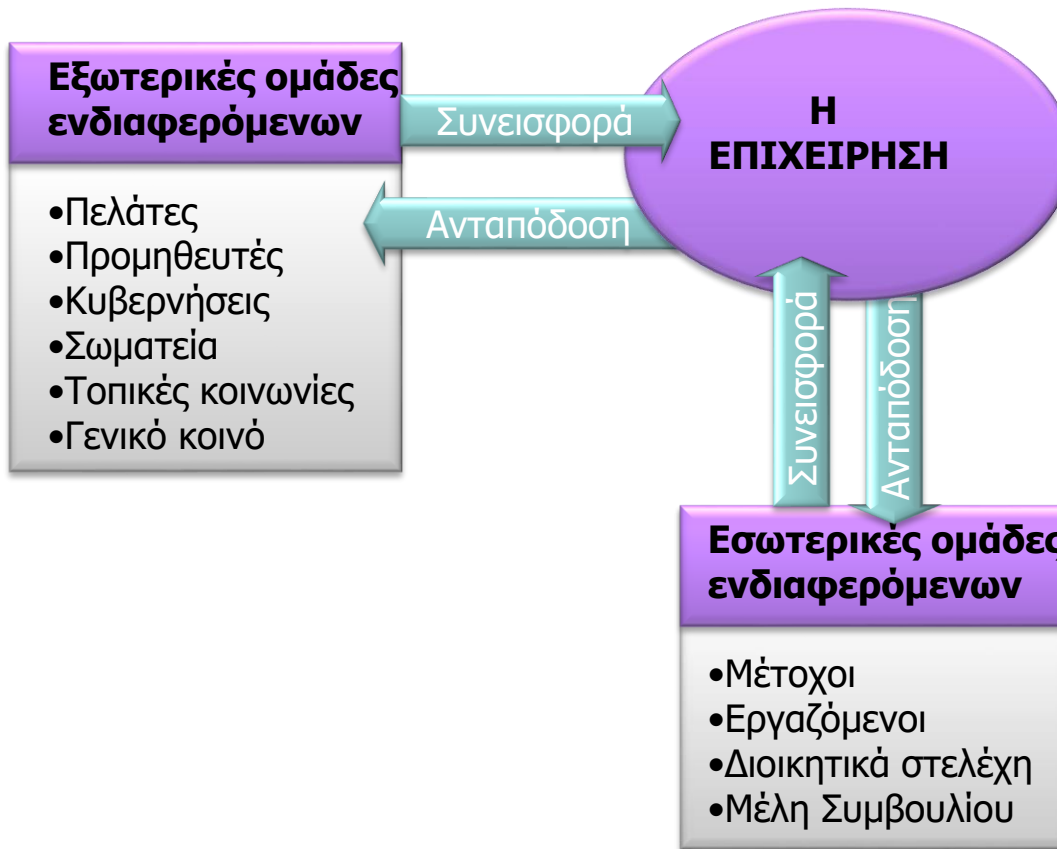 Εξωτερικές ομάδες
ενδιαφερόμενων
•Πελάτες
•Προμηθευτές
•Κυβερνήσεις
•Σωματεία
•Τοπικές κοινωνίες
•Γενικό κοινό
Συνεισφορά
Ανταπόδοση
Η
ΕΠΙΧΕΙΡΗΣΗ
Συνεισφορά
Ανταπόδοση
Εσωτερικές ομάδες
ενδιαφερόμενων
•Μέτοχοι
•Εργαζόμενοι
•Διοικητικά στελέχη
•Μέλη Συμβουλίου